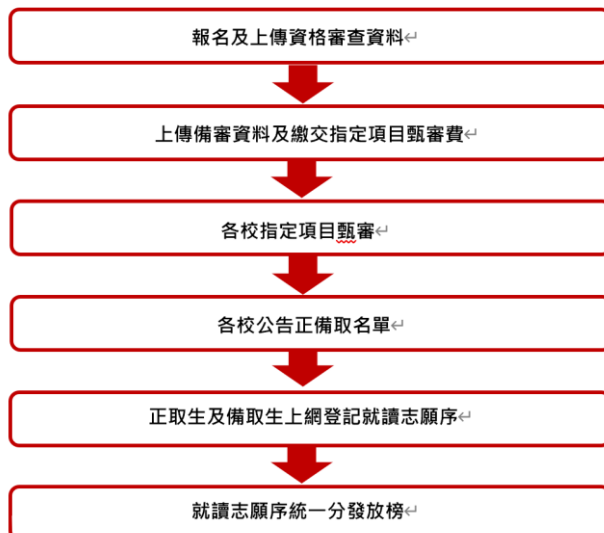 報名及上傳資格審查資料
上傳備審資料及繳交指定項目甄審費
各校指定項目甄審
各校公告正備取名單
正取生及備取生上網登記就讀志願序
就讀志願序統一分發放榜